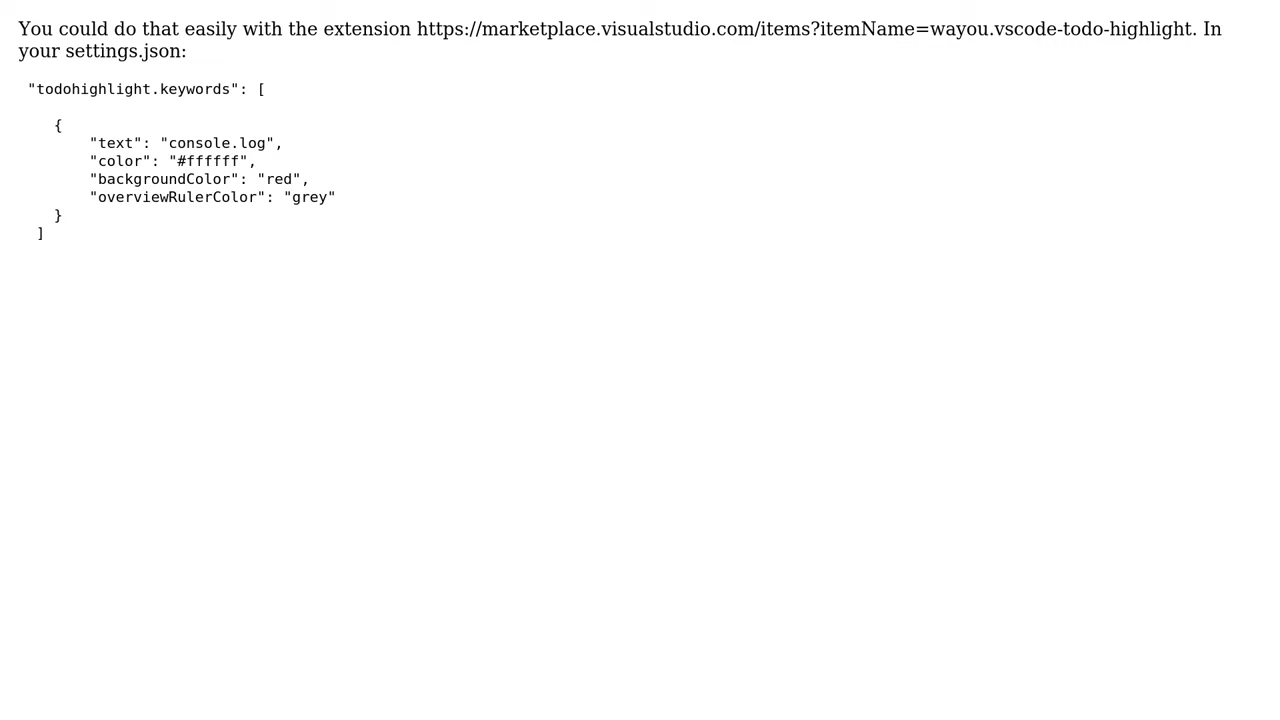 You could do that easily with the extension https://marketplace.visualstudio.com/items?itemName=wayou.vscode-todo-highlight. In
your settings.json:
"todohighlight.keywords": [
{
"text": "console.log",
"color": "#ffffff",
"backgroundColor": "red",
"overviewRulerColor": "grey"
}
]